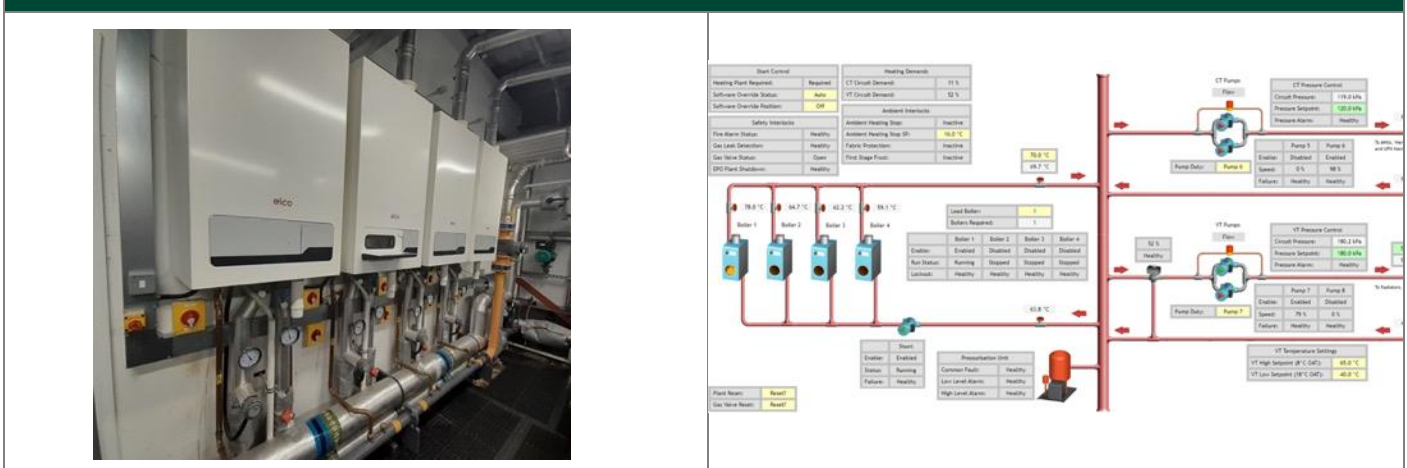 elco
Start Control
Heating Plant Required: Required
Software Override Status: Auto
Software Override Position: Off
Safety Interlocks
Fire Alarm Status: Healthy
Gas Leak Detection: Healthy
Gas Valve Status: Open
EPO Plant Shutdown: Healthy
Heating Demands
CT Circuit Demand: 11 %
VT Circuit Demand: 52 %
Ambient Interlocks
Ambient Heating Stop: Inactive
Ambient Heating Stop SP: 16.0 °C
Fabric Protection: Inactive
First Stage Frost: Inactive
70.0 °C
69.7 °C
78.0 °C 64.7 °C 62.2 °C 59.1 °C
Boiler 1 Boiler 2 Boiler 3 Boiler 4
Lead Boiler: 1
Boilers Required: 1
Boiler 1 Boiler 2 Boiler 3 Boiler 4
Enable: Enabled Disabled Disabled Disabled
Run Status: Running Stopped Stopped Stopped
Lockout: Healthy Healthy Healthy Healthy
63.8 °C
Shunt
Enable: Enabled
Status: Running
Failure: Healthy
Pressurisation Unit
Common Fault: Healthy
Low Level Alarm: Healthy
High Level Alarm: Healthy
Plant Reset: Reset?
Gas Valve Reset: Reset?
CT Pumps
Flow
Pump Duty: Pump 6
CT Pressure Control
Circuit Pressure: 119.0 kPa
Pressure Setpoint: 120.0 kPa
Pressure Alarm: Healthy
Pump 5 Pump 6
Enable: Disabled Enabled
Speed: 0 % 98 %
Failure: Healthy Healthy
52 %
Healthy
VT Pumps
Flow
Pump Duty: Pump 7
VT Pressure Control
Circuit Pressure: 180.2 kPa
Pressure Setpoint: 180.0 kPa
Pressure Alarm: Healthy
Pump 7 Pump 8
Enable: Enabled Disabled
Speed: 79 % 0 %
Failure: Healthy Healthy
To Radiators,
VT Temperature Settings
VT High Setpoint (8°C OAT): 65.0 °C
VT Low Setpoint (18°C OAT): 40.0 °C